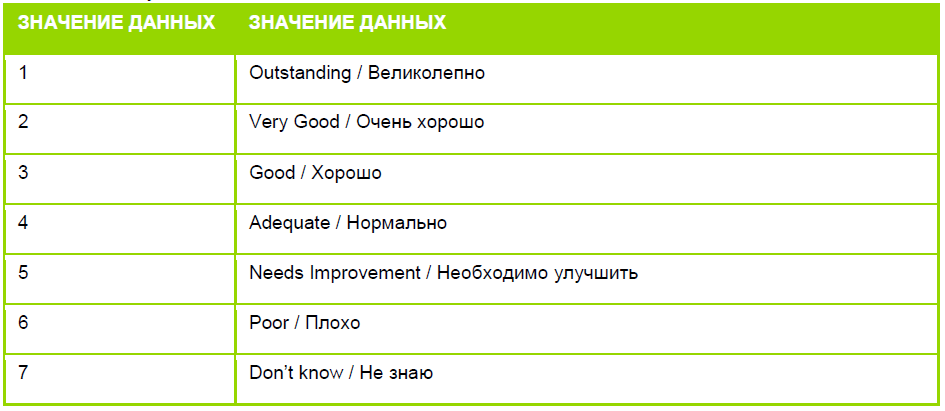 ЗНАЧЕНИЕ ДАННЫХ ЗНАЧЕНИЕ ДАННЫХ
1 Outstanding / Великолепно
2 Very Good / Очень хорошо
3 Good / Хорошо
4 Adequate / Нормально
5 Needs Improvement / Необходимо улучшить
6 Poor / Плохо
7 Don’t know / Не знаю